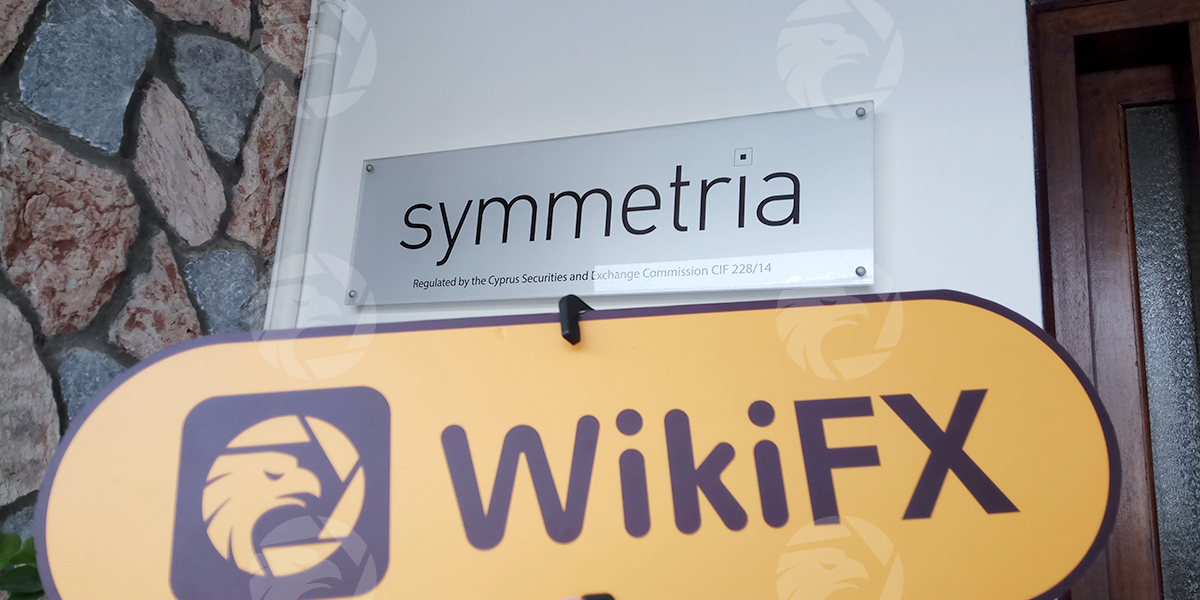 symmetria
Regulated by the Cyprus Securities and Exchange Commission CIF 228/14
WikiFX